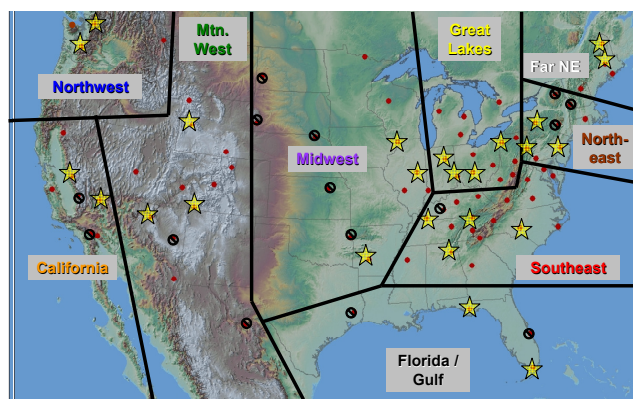 Mtn.
West
Great
Lakes
Far NE
Northwest
North-
east
Midwest
California
Southeast
Florida /
Gulf